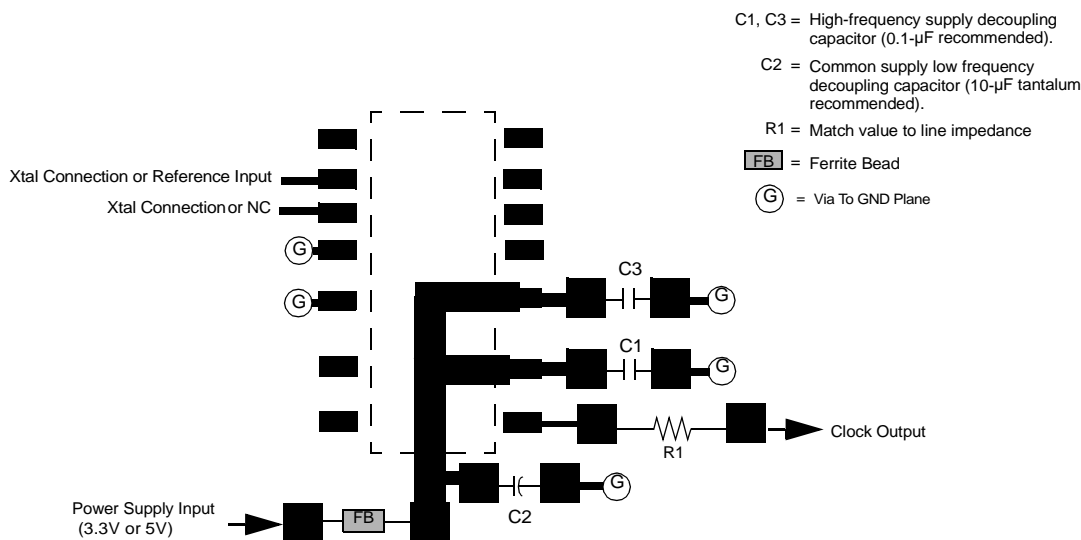 C1, C3 = High-frequency supply decoupling
capacitor (0.1-µF recommended).
C2 = Common supply low frequency
decoupling capacitor (10-µF tantalum
recommended).
R1 = Match value to line impedance
FB = Ferrite Bead
G = Via To GND Plane
Xtal Connection or Reference Input
Xtal Connection or NC
G
G
C3
G
C1
G
Clock Output
R1
G
C2
Power Supply Input
(3.3V or 5V)
FB